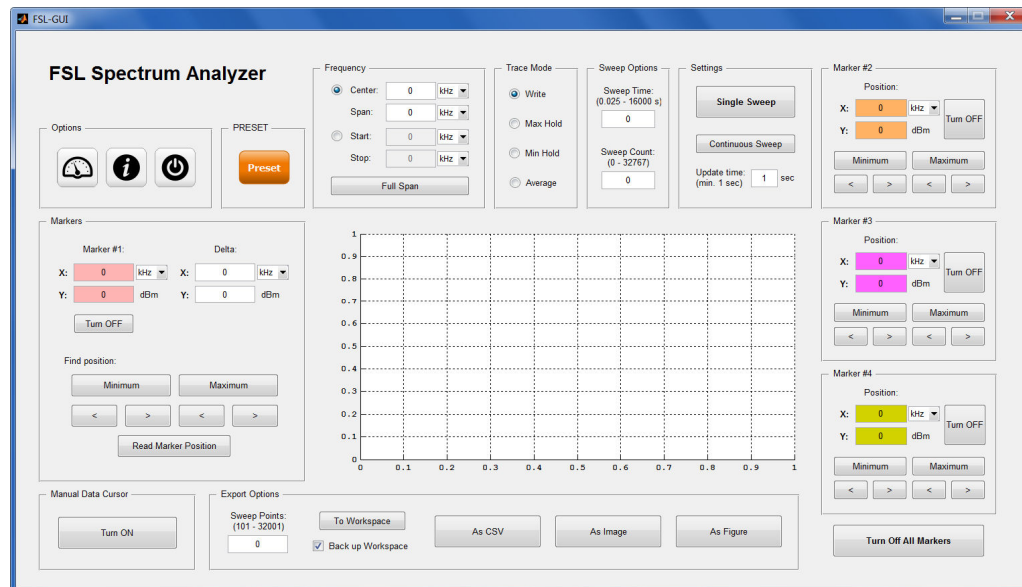 FSL-GUI
FSL Spectrum Analyzer
Options
PRESET
Preset
Frequency
Center: 0 kHz
Span: 0 kHz
Start: 0 kHz
Stop: 0 kHz
Full Span
Trace Mode
Write
Max Hold
Min Hold
Average
Sweep Options
Sweep Time:
(0.025 - 16000 s)
0
Sweep Count:
(0 - 32767)
0
Settings
Single Sweep
Continuous Sweep
Update time: 1 sec
(min. 1 sec)
Marker #2
Position:
X: 0 kHz Turn OFF
Y: 0 dBm
Minimum Maximum
< > < >
Markers
Marker #1: Delta:
X: 0 kHz X: 0 kHz
Y: 0 dBm Y: 0 dBm
Turn OFF
Find position:
Minimum Maximum
< > < >
Read Marker Position
1
0.9
0.8
0.7
0.6
0.5
0.4
0.3
0.2
0.1
0
0 0.1 0.2 0.3 0.4 0.5 0.6 0.7 0.8 0.9 1
Marker #3
Position:
X: 0 kHz Turn OFF
Y: 0 dBm
Minimum Maximum
< > < >
Marker #4
Position:
X: 0 kHz Turn OFF
Y: 0 dBm
Minimum Maximum
< > < >
Manual Data Cursor
Turn ON
Export Options
Sweep Points:
(101 - 32001)
0
To Workspace
Back up Workspace
As CSV
As Image
As Figure
Turn Off All Markers